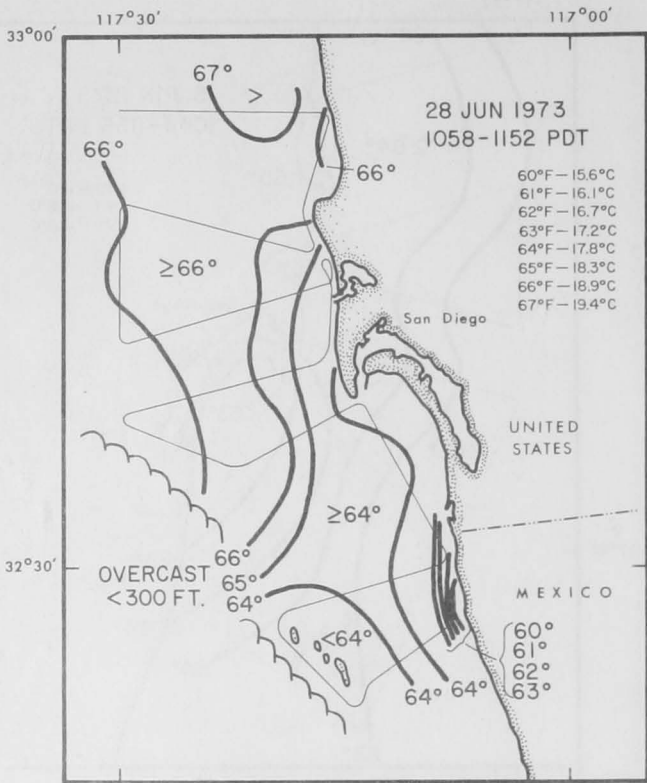 117°30′ 117°00′
33°00′
67° >
28 JUN 1973
1058-1152 PDT
66°
66°
60°F-15.6°C
61°F-16.1°C
62°F-16.7°C
63°F-17.2°C
64°F-17.8°C
65°F-18.3°C
66°F-18.9°C
67°F-19.4°C
≥66°
San Diego
UNITED
STATES
≥64°
66°
65°
64°
32°30′
OVERCAST
<300 FT.
MEXICO
<64°
60°
61°
62°
63°
64° 64°